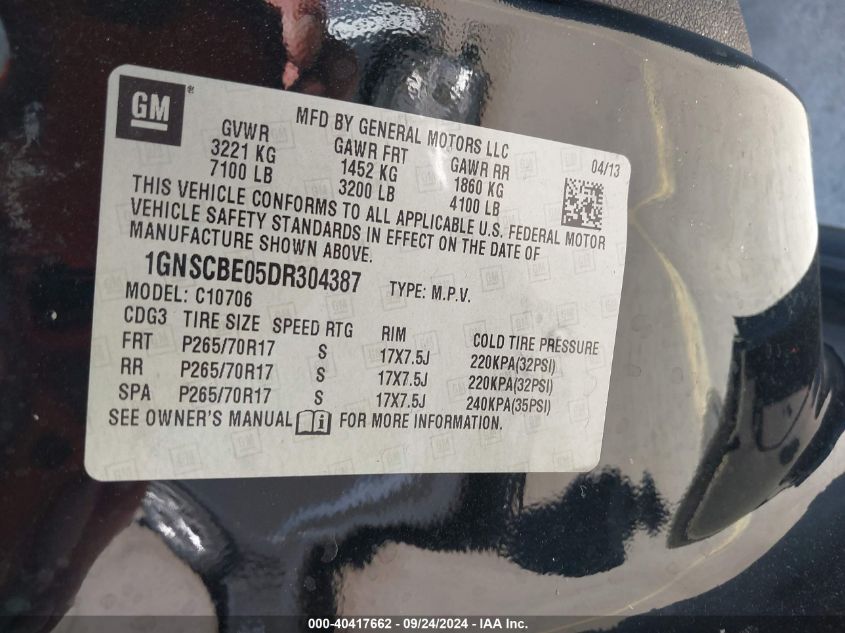 GM
MFD BY GENERAL MOTORS LLC
04/13
GVWR GAWR FRT GAWR RR
3221 KG 1452 KG 1860 KG
7100 LB 3200 LB 4100 LB
THIS VEHICLE CONFORMS TO ALL APPLICABLE U.S. FEDERAL MOTOR
VEHICLE SAFETY STANDARDS IN EFFECT ON THE DATE OF
MANUFACTURE SHOWN ABOVE.
1GNSCBE05DR304387 TYPE: M.P.V.
MODEL: C10706
CDG3 TIRE SIZE SPEED RTG RIM COLD TIRE PRESSURE
FRT P265/70R17 S 17X7.5J 220KPA(32PSI)
RR P265/70R17 S 17X7.5J 220KPA(32PSI)
SPA P265/70R17 S 17X7.5J 240KPA(35PSI)
SEE OWNER'S MANUAL i FOR MORE INFORMATION.
000-40417662 - 09/24/2024 - IAA Inc.